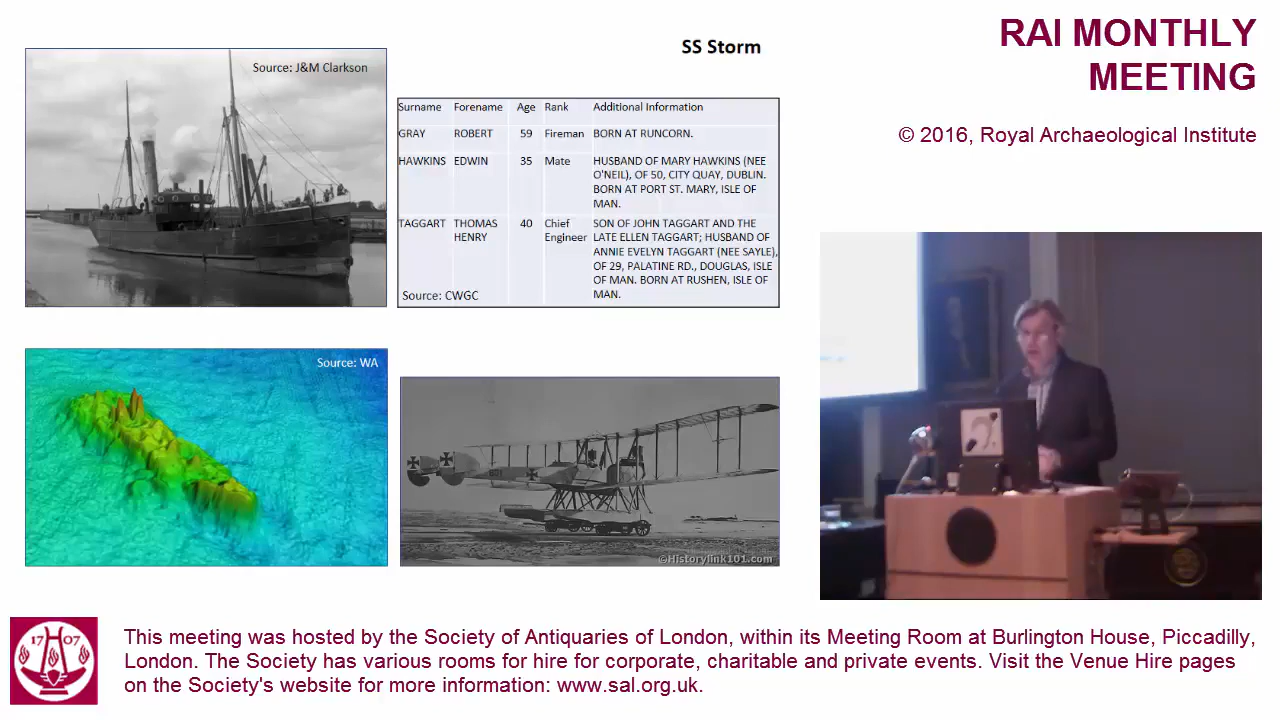 RAI MONTHLY
MEETING
© 2016, Royal Archaeological Institute
SS Storm
Source: J&M Clarkson
Surname Forename Age Rank Additional Information
GRAY ROBERT 59 Fireman BORN AT RUNCORN.
HAWKINS EDWIN 35 Mate HUSBAND OF MARY HAWKINS (NEE
O'NEIL), OF 50, CITY QUAY, DUBLIN.
BORN AT PORT ST. MARY, ISLE OF
MAN.
TAGGART THOMAS 40 Chief SON OF JOHN TAGGART AND THE
HENRY Engineer LATE ELLEN TAGGART; HUSBAND OF
ANNIE EVELYN TAGGART (NEE SAYLE),
OF 29, PALATINE RD., DOUGLAS, ISLE
OF MAN. BORN AT RUSHEN, ISLE OF
MAN.
Source: CWGC
Source: WA
©Historylink101.com
17 07
This meeting was hosted by the Society of Antiquaries of London, within its Meeting Room at Burlington House, Piccadilly,
London. The Society has various rooms for hire for corporate, charitable and private events. Visit the Venue Hire pages
on the Society's website for more information: www.sal.org.uk.